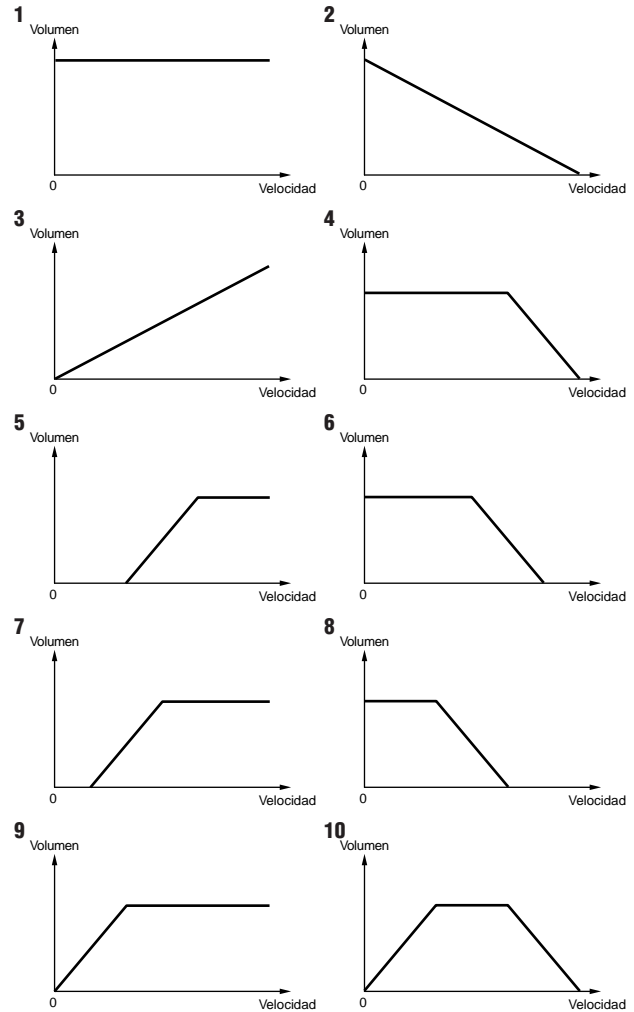 1
Volumen
0
Velocidad
2
Volumen
0
Velocidad
3
Volumen
0
Velocidad
4
Volumen
0
Velocidad
5
Volumen
0
Velocidad
6
Volumen
0
Velocidad
7
Volumen
0
Velocidad
8
Volumen
0
Velocidad
9
Volumen
0
Velocidad
10
Volumen
0
Velocidad